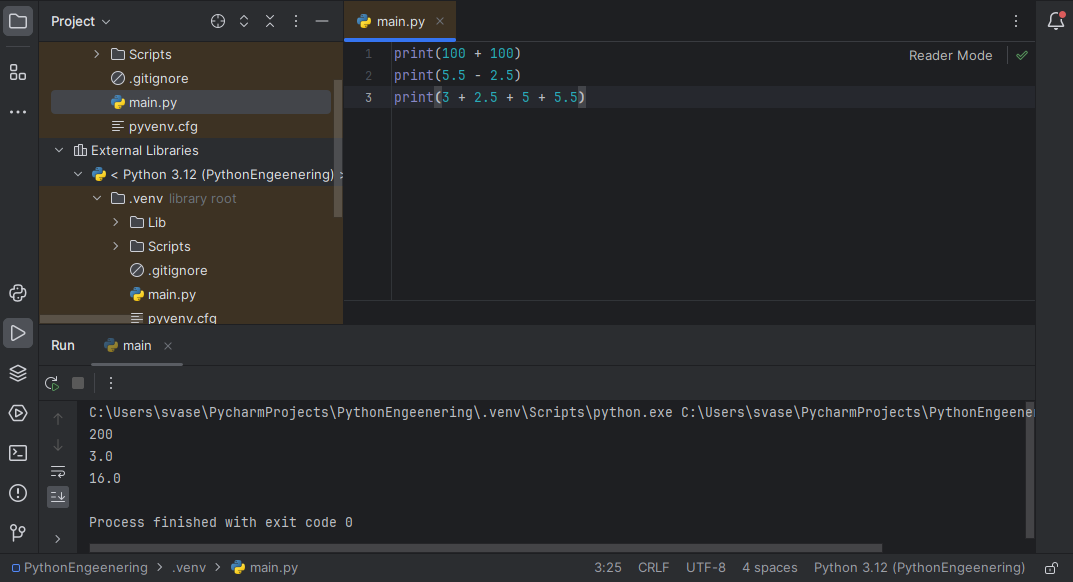 Project
main.py
Scripts
.gitignore
main.py
pyvenv.cfg
External Libraries
< Python 3.12 (PythonEngeenering) >
.venv library root
Lib
Scripts
.gitignore
main.py
pyvenv.cfg
1 print(100 + 100)
2 print(5.5 - 2.5)
3 print(3 + 2.5 + 5 + 5.5)
Reader Mode
Run main
C:\Users\svase\PycharmProjects\PythonEngeenering\.venv\Scripts\python.exe C:\Users\svase\PycharmProjects\PythonEngeene
200
3.0
16.0
Process finished with exit code 0
PythonEngeenering > .venv > main.py 3:25 CRLF UTF-8 4 spaces Python 3.12 (PythonEngeenering)